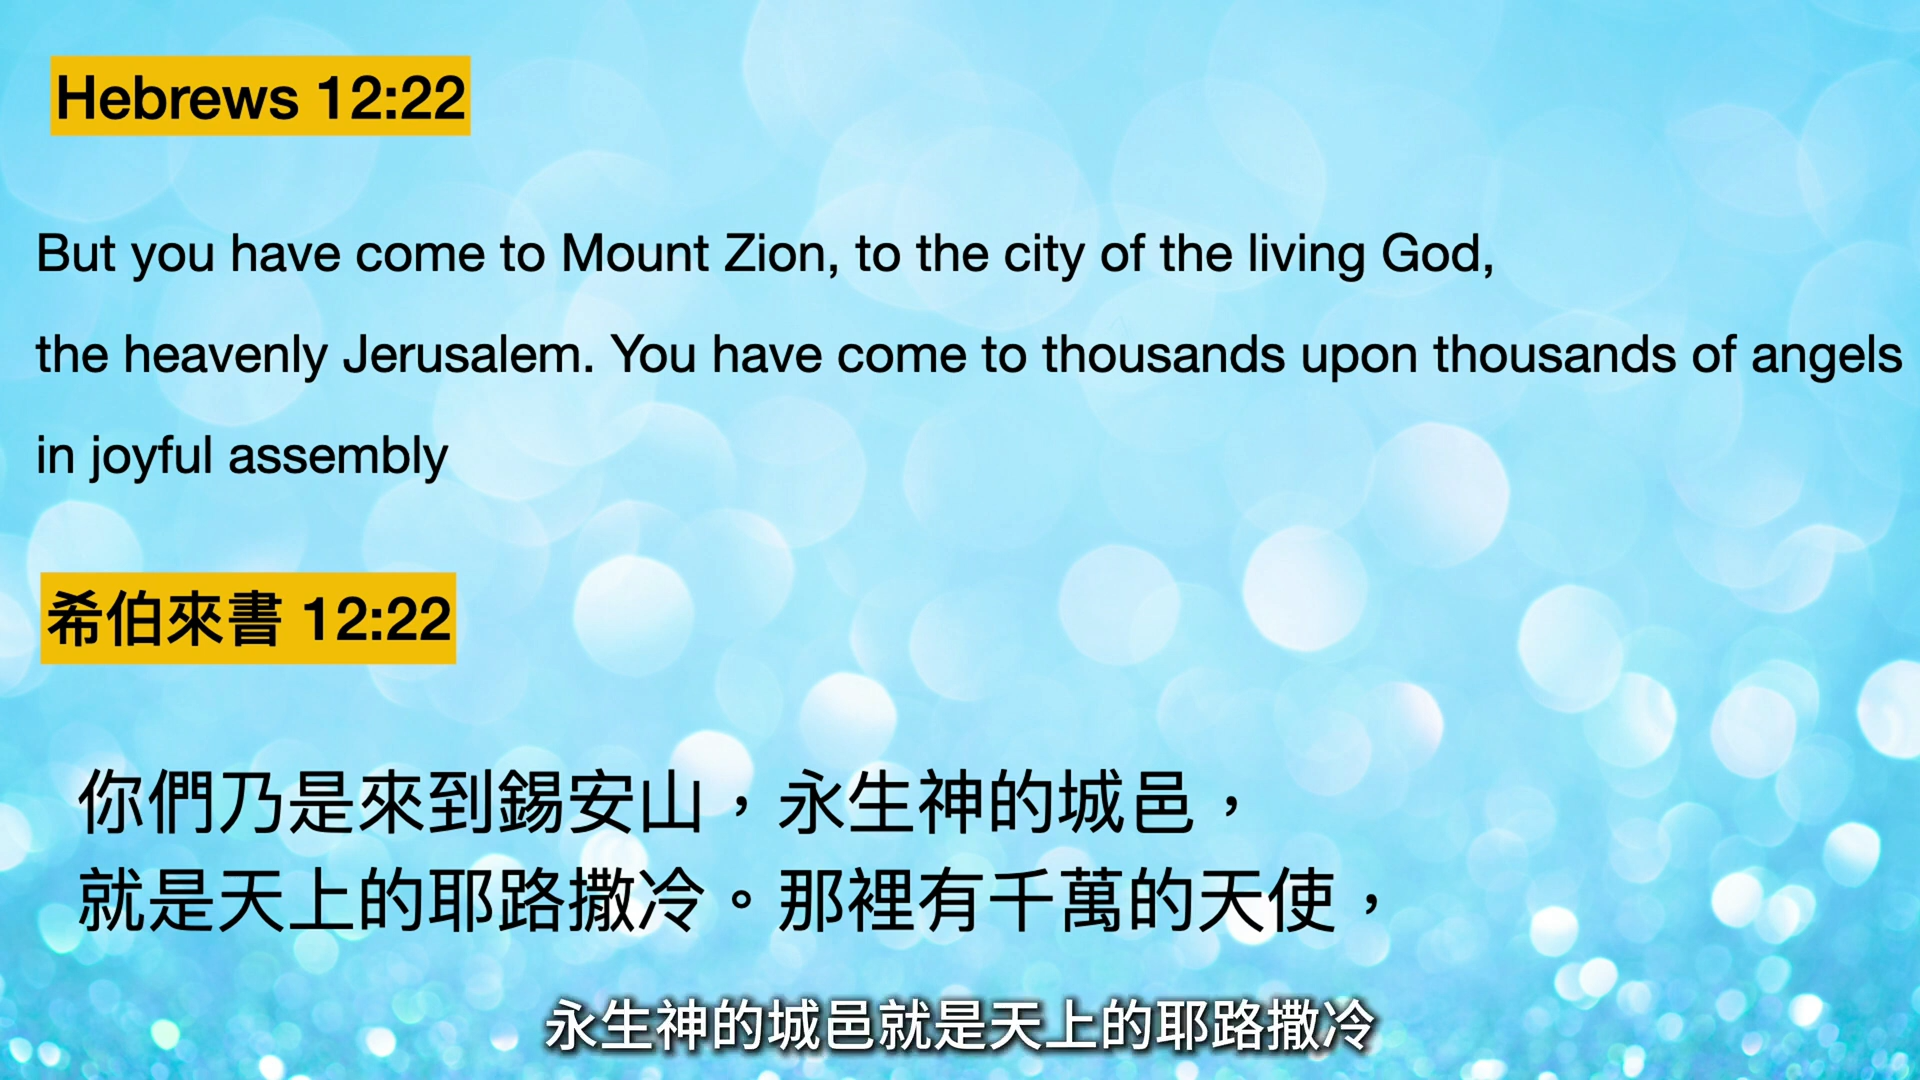 Hebrews 12:22
But you have come to Mount Zion, to the city of the living God,
the heavenly Jerusalem. You have come to thousands upon thousands of angels
in joyful assembly
希伯來書 12:22
你們乃是來到錫安山，永生神的城邑，
就是天上的耶路撒冷。那裡有千萬的天使，
永生神的城邑就是天上的耶路撒冷